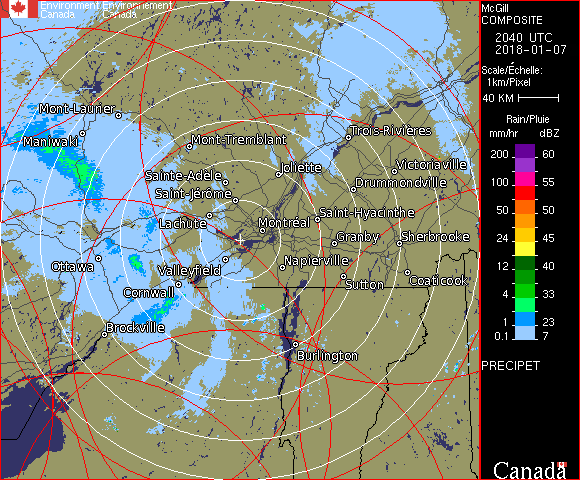 Environment Environnement
Canada Canada
McGill
COMPOSITE
2040 UTC
2018-01-07
Scale/Échelle:
1km/Pixel
40 KM
Rain/Pluie
mm/hr dBZ
200 60
100 55
50 50
24 45
12 40
4 33
1 23
0.1 7
PRECIPET
Canada
Mont-Laurier
Maniwaki
Mont-Tremblant
Trois-Rivières
Joliette
Victoriaville
Sainte-Adèle
Drummondville
Saint-Jérôme
Saint-Hyacinthe
Lachute
Montréal
Granby
Sherbrooke
Ottawa
Valleyfield
Napierville
Cornwall
Sutton
Coaticook
Brockville
Burlington